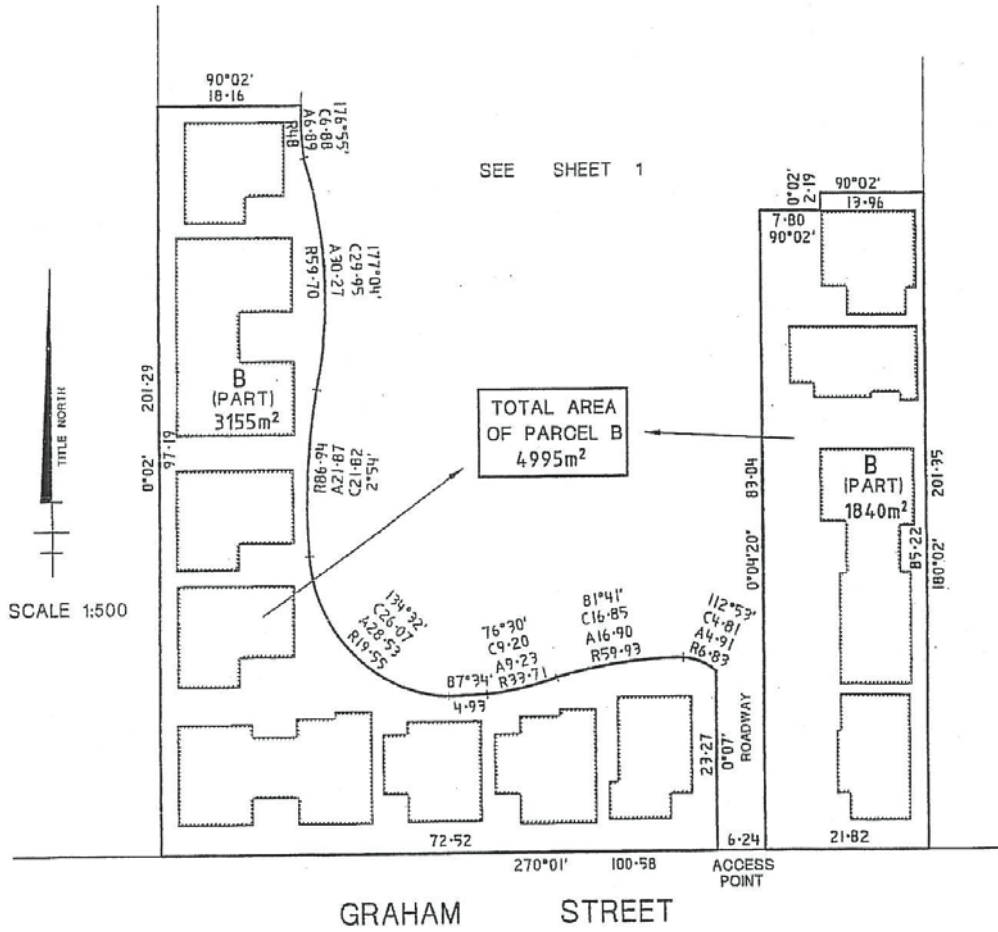 90°02'
18·16
176°55'
C6·88
A6·89
R48
SEE SHEET 1
0°02'
2·19
90°02'
13·96
7·80
90°02'
177°04'
C29·95
A30·27
R59·70
TITLE NORTH
201·29
0°02'
97·19
B
(PART)
3155m²
TOTAL AREA
OF PARCEL B
4995m²
83·04
0°04'20"
B
(PART)
1840m²
85·22
201·35
180°02'
R86·94
A21·87
C21·82
2°54'
SCALE 1:500
134°32'
C26·07
A28·53
R19·55
87°34'
4·93
76°30'
C9·20
A9·23
R33·71
81°41'
C16·85
A16·90
R59·93
112°53'
C4·81
A4·91
R6·83
23·27
0°07'
ROADWAY
72·52
6·24
21·82
270°01' 100·58
ACCESS
POINT
GRAHAM STREET